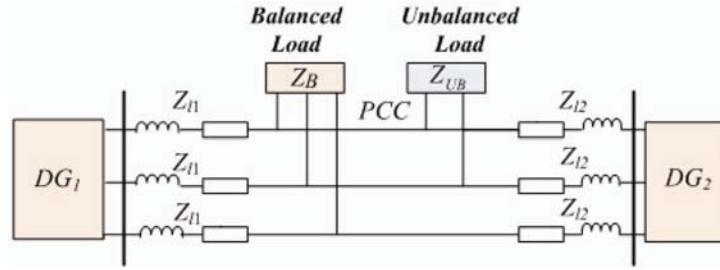 Balanced Load
Unbalanced Load
Z_B
Z_UB
PCC
Z_l1
Z_l2
Z_l1
Z_l2
DG_1
DG_2
Z_l1
Z_l2